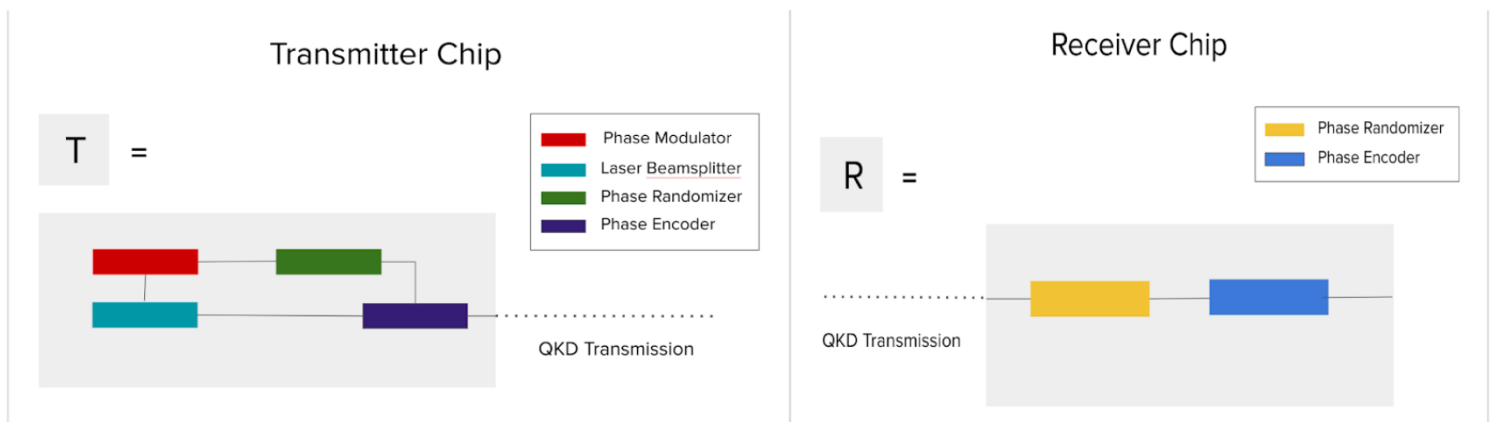 Transmitter Chip
T =
Phase Modulator
Laser Beamsplitter
Phase Randomizer
Phase Encoder
QKD Transmission
Receiver Chip
R =
Phase Randomizer
Phase Encoder
QKD Transmission